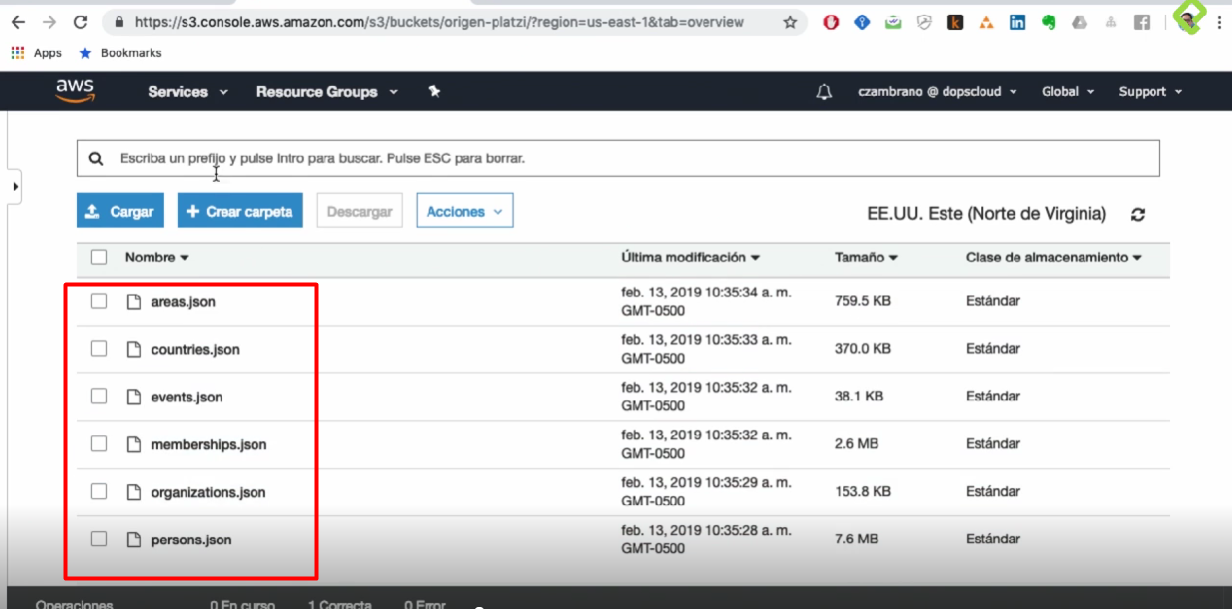 https://s3.console.aws.amazon.com/s3/buckets/origen-platzi/?region=us-east-1&tab=overview
Apps Bookmarks
aws Services Resource Groups czambrano @ dopscloud Global Support
Escriba un prefijo y pulse Intro para buscar. Pulse ESC para borrar.
Cargar + Crear carpeta Descargar Acciones EE.UU. Este (Norte de Virginia)
Nombre Última modificación Tamaño Clase de almacenamiento
areas.json feb. 13, 2019 10:35:34 a. m. GMT-0500 759.5 KB Estándar
countries.json feb. 13, 2019 10:35:33 a. m. GMT-0500 370.0 KB Estándar
events.json feb. 13, 2019 10:35:32 a. m. GMT-0500 38.1 KB Estándar
memberships.json feb. 13, 2019 10:35:32 a. m. GMT-0500 2.6 MB Estándar
organizations.json feb. 13, 2019 10:35:29 a. m. GMT-0500 153.8 KB Estándar
persons.json feb. 13, 2019 10:35:28 a. m. GMT-0500 7.6 MB Estándar
Operaciones 0 En curso 1 Correcta 0 Error